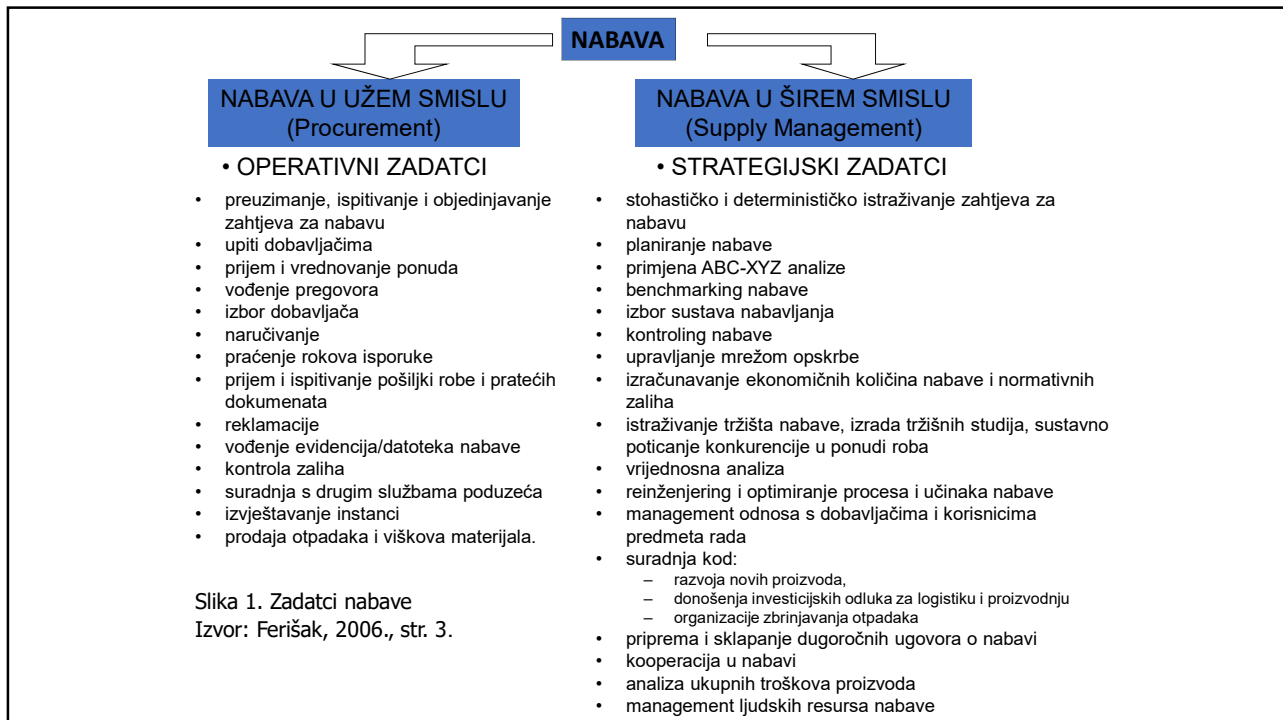 NABAVA
NABAVA U UŽEM SMISLU
(Procurement)
• OPERATIVNI ZADATCI
• preuzimanje, ispitivanje i objedinjavanje
zahtjeva za nabavu
• upiti dobavljačima
• prijem i vrednovanje ponuda
• vođenje pregovora
• izbor dobavljača
• naručivanje
• praćenje rokova isporuke
• prijem i ispitivanje pošiljki robe i pratećih
dokumenata
• reklamacije
• vođenje evidencija/datoteka nabave
• kontrola zaliha
• suradnja s drugim službama poduzeća
• izvještavanje instanci
• prodaja otpadaka i viškova materijala.
Slika 1. Zadatci nabave
Izvor: Ferišak, 2006., str. 3.
NABAVA U ŠIREM SMISLU
(Supply Management)
• STRATEGIJSKI ZADATCI
• stohastičko i determinističko istraživanje zahtjeva za
nabavu
• planiranje nabave
• primjena ABC-XYZ analize
• benchmarking nabave
• izbor sustava nabavljanja
• kontroling nabave
• upravljanje mrežom opskrbe
• izračunavanje ekonomičnih količina nabave i normativnih
zaliha
• istraživanje tržišta nabave, izrada tržišnih studija, sustavno
poticanje konkurencije u ponudi roba
• vrijednosna analiza
• reinženjering i optimiranje procesa i učinaka nabave
• management odnosa s dobavljačima i korisnicima
predmeta rada
• suradnja kod:
– razvoja novih proizvoda,
– donošenja investicijskih odluka za logistiku i proizvodnju
– organizacije zbrinjavanja otpadaka
• priprema i sklapanje dugoročnih ugovora o nabavi
• kooperacija u nabavi
• analiza ukupnih troškova proizvoda
• management ljudskih resursa nabave